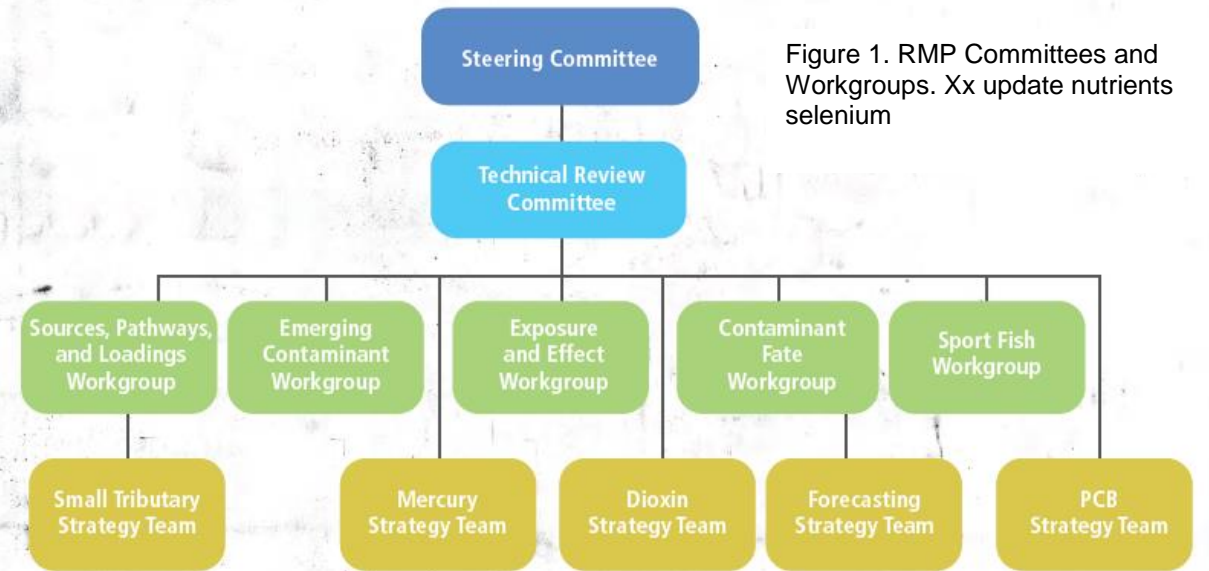 Steering Committee
Figure 1. RMP Committees and
Workgroups. Xx update nutrients
selenium
Technical Review
Committee
Sources, Pathways,
and Loadings
Workgroup
Emerging
Contaminant
Workgroup
Exposure
and Effect
Workgroup
Contaminant
Fate
Workgroup
Sport Fish
Workgroup
Small Tributary
Strategy Team
Mercury
Strategy Team
Dioxin
Strategy Team
Forecasting
Strategy Team
PCB
Strategy Team